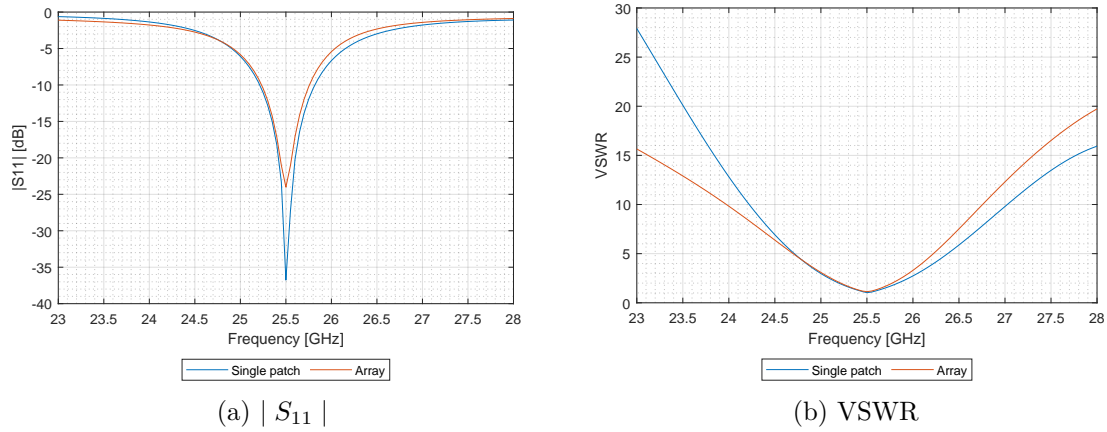 0
-5
-10
-15
-20
-25
-30
-35
-40
|S11| [dB]
23 23.5 24 24.5 25 25.5 26 26.5 27 27.5 28
Frequency [GHz]
Single patch Array
(a) | S₁₁ |
30
25
20
15
10
5
0
VSWR
23 23.5 24 24.5 25 25.5 26 26.5 27 27.5 28
Frequency [GHz]
Single patch Array
(b) VSWR